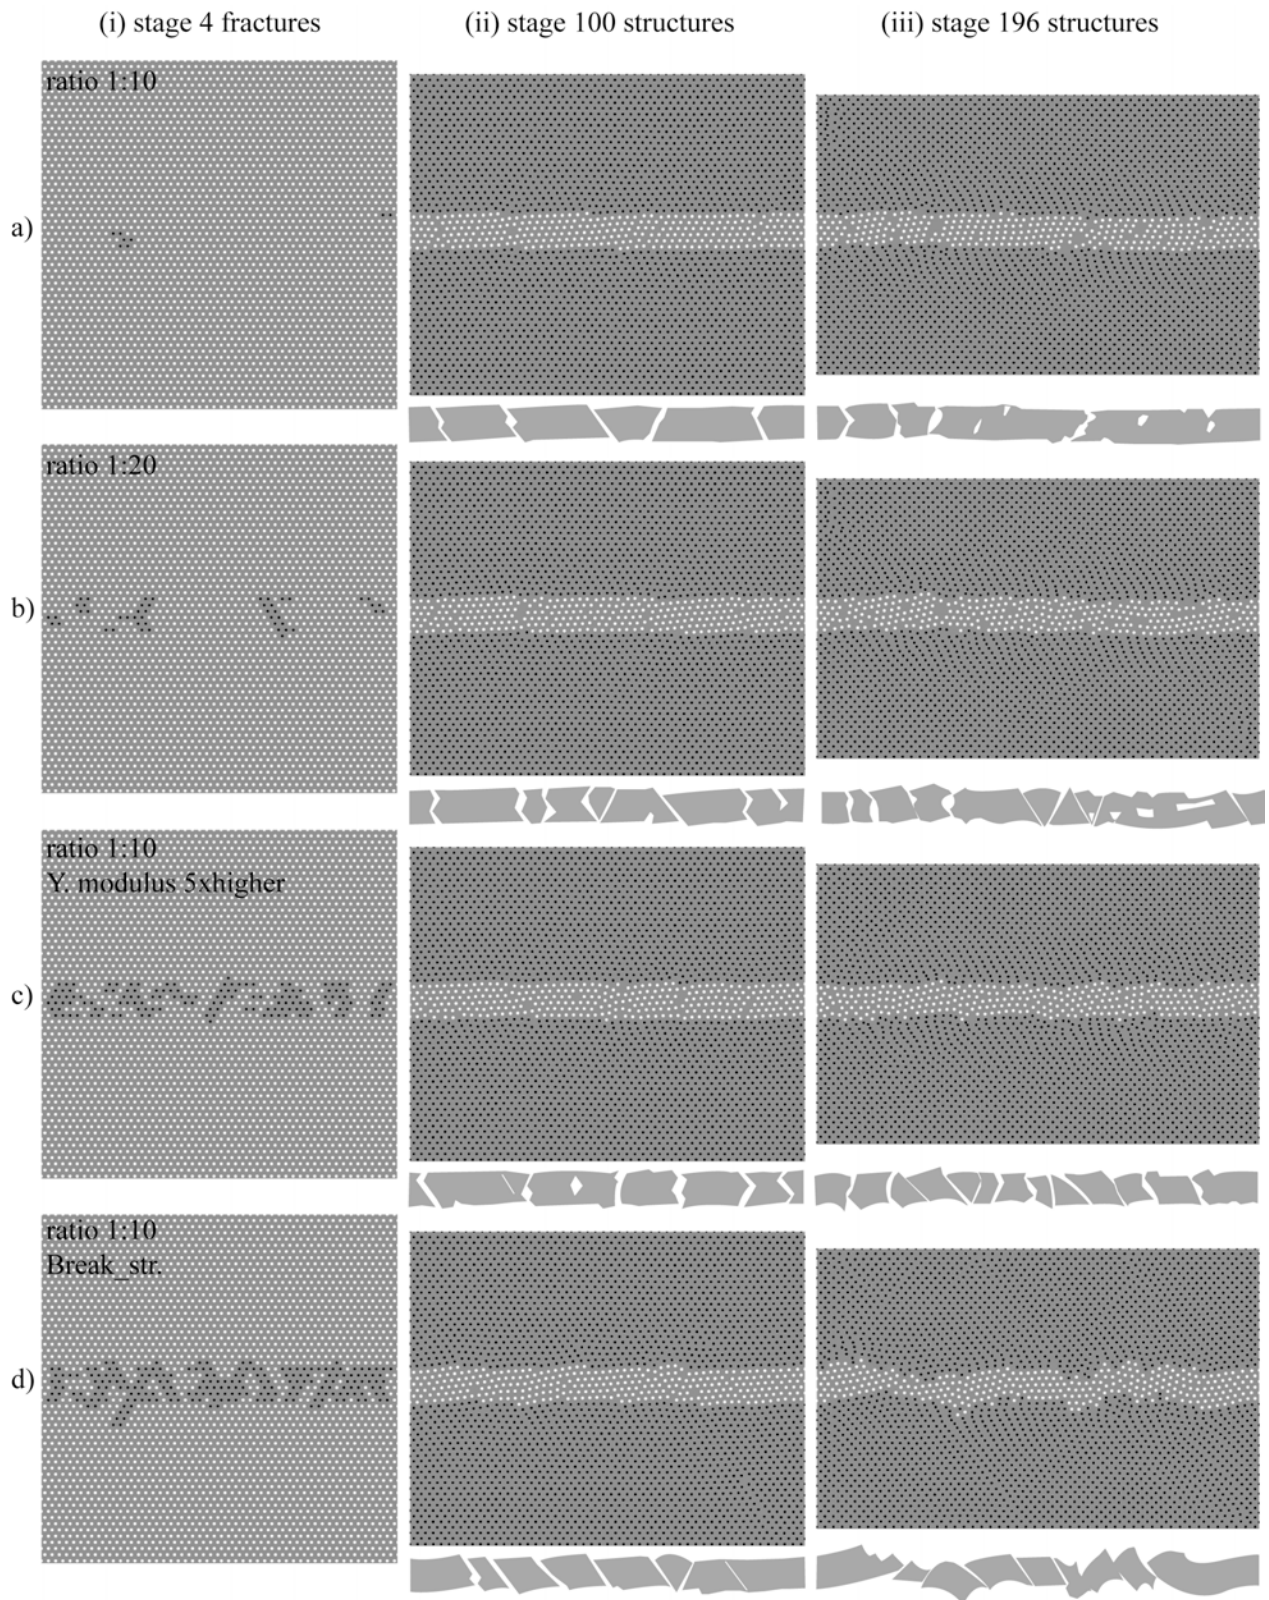 (i) stage 4 fractures
(ii) stage 100 structures
(iii) stage 196 structures
a)
ratio 1:10
b)
ratio 1:20
c)
ratio 1:10
Y. modulus 5xhigher
d)
ratio 1:10
Break_str.